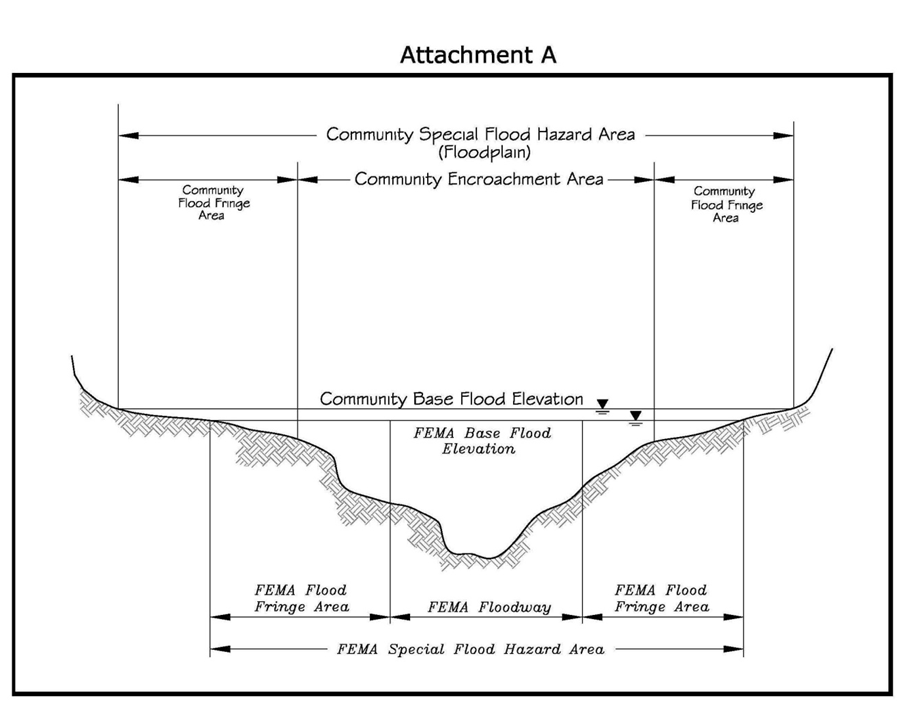 Attachment A
Community Special Flood Hazard Area
(Floodplain)
Community Encroachment Area
Community
Flood Fringe
Area
Community
Flood Fringe
Area
Community Base Flood Elevation
FEMA Base Flood
Elevation
FEMA Flood
Fringe Area
FEMA Floodway
FEMA Flood
Fringe Area
FEMA Special Flood Hazard Area